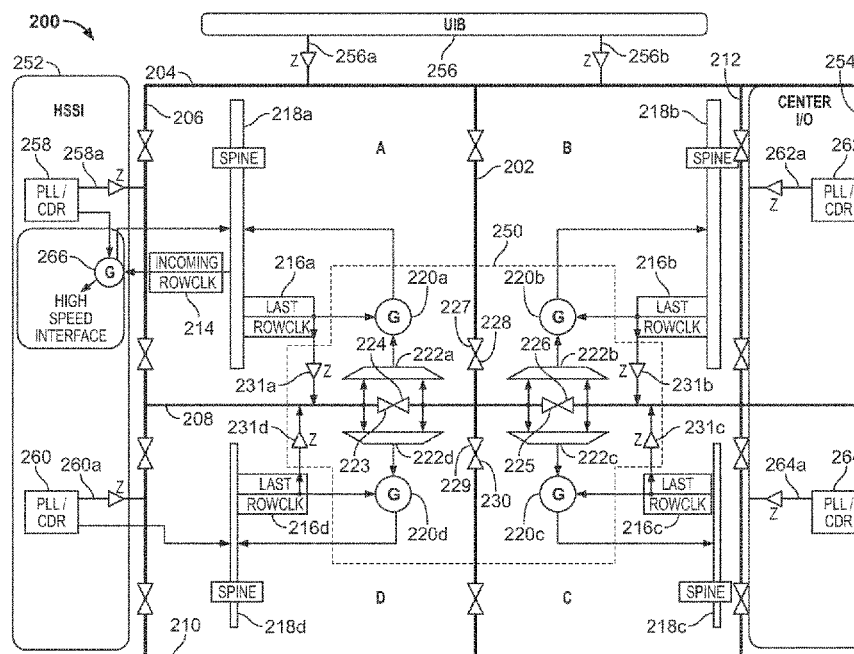 200
UIB
256a
256
256b
252
204
212
254
HSSI
206
218a
A
B
218b
CENTER
I/O
258
258a
Z
PLL /
CDR
SPINE
202
SPINE
262a
Z
PLL /
CDR
250
266
G
INCOMING
ROWCLK
214
HIGH
SPEED
INTERFACE
216a
LAST
ROWCLK
G
220a
220b
G
216b
LAST
ROWCLK
227
228
224
226
222a
222b
231a
Z
231b
Z
208
231d
Z
223
222d
225
222c
231c
Z
229
230
260
260a
Z
PLL /
CDR
LAST
ROWCLK
216d
G
220d
G
220c
LAST
ROWCLK
216c
264a
Z
264
PLL /
CDR
SPINE
218d
D
C
SPINE
218c
210